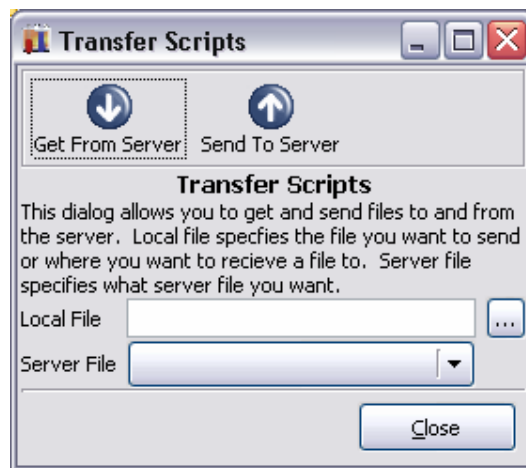 Transfer Scripts
Get From Server Send To Server
Transfer Scripts
This dialog allows you to get and send files to and from
the server. Local file specfies the file you want to send
or where you want to recieve a file to. Server file
specifies what server file you want.
Local File ...
Server File
Close